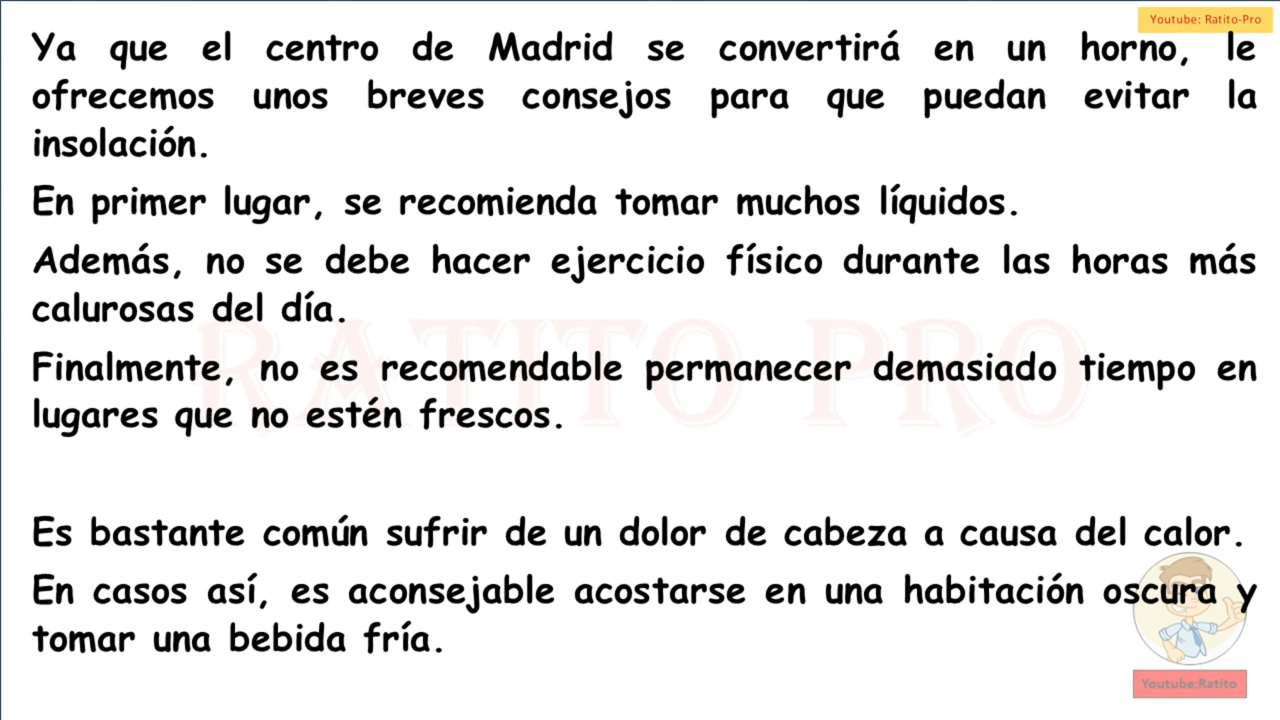 Youtube: Ratito-Pro
Ya que el centro de Madrid se convertirá en un horno, le
ofrecemos unos breves consejos para que puedan evitar la
insolación.
En primer lugar, se recomienda tomar muchos líquidos.
Además, no se debe hacer ejercicio físico durante las horas más
calurosas del día.
RATITO PRO
Finalmente, no es recomendable permanecer demasiado tiempo en
lugares que no estén frescos.
Es bastante común sufrir de un dolor de cabeza a causa del calor.
En casos así, es aconsejable acostarse en una habitación oscura y
tomar una bebida fría.
Youtube:Ratito